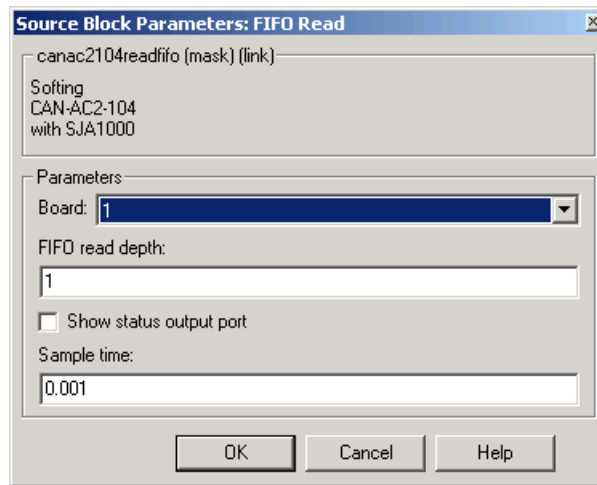 Source Block Parameters: FIFO Read
canac2104readfifo (mask) (link)
Softing
CAN-AC2-104
with SJA1000
Parameters
Board: 1
FIFO read depth:
1
Show status output port
Sample time:
0.001
OK Cancel Help